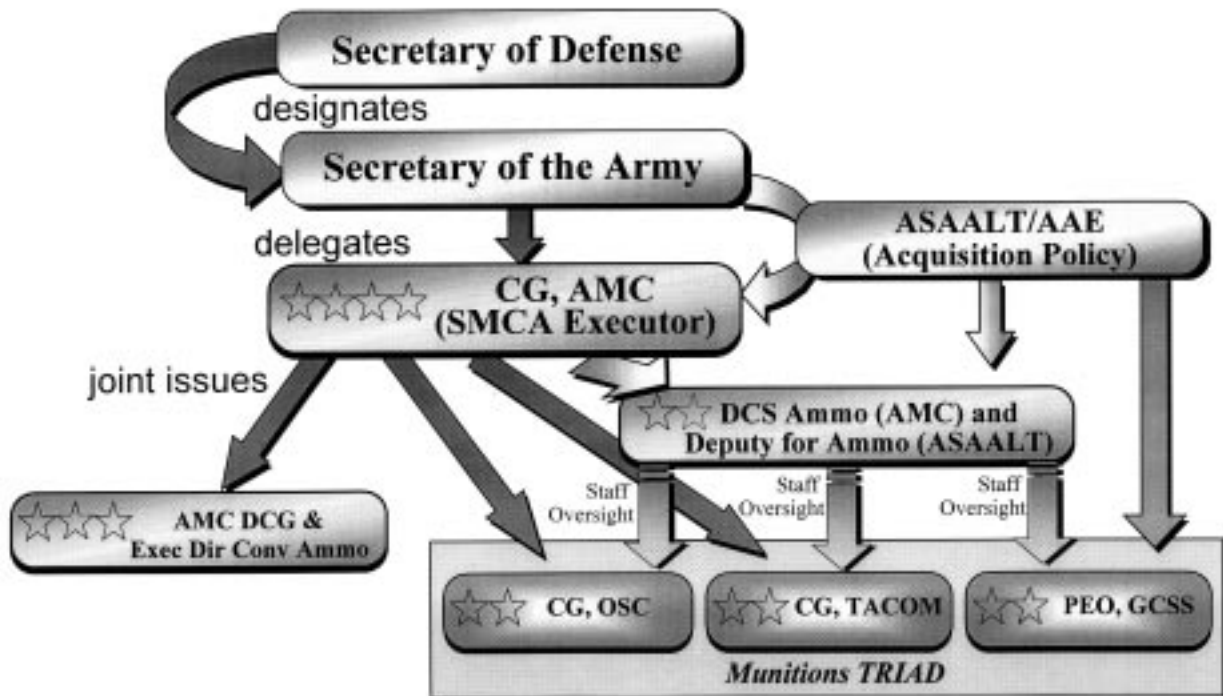 Secretary of Defense
designates
Secretary of the Army
ASAALT/AAE
(Acquisition Policy)
delegates
CG, AMC
(SMCA Executor)
joint issues
DCS Ammo (AMC) and
Deputy for Ammo (ASAALT)
Staff
Oversight
Staff
Oversight
Staff
Oversight
AMC DCG &
Exec Dir Conv Ammo
CG, OSC
CG, TACOM
PEO, GCSS
Munitions TRIAD